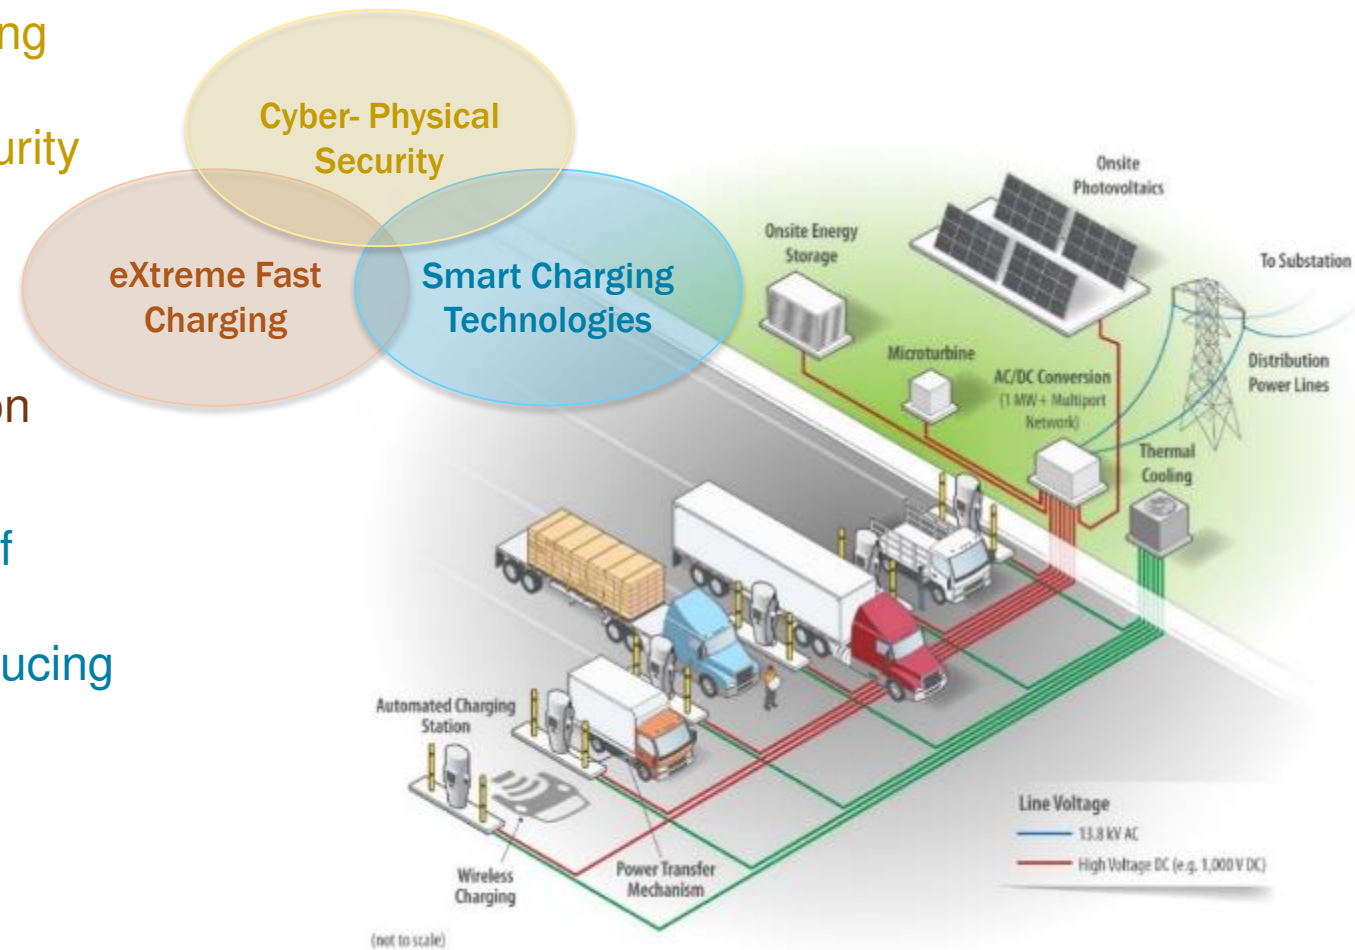 ng
urity
on
f
ucing
Cyber- Physical
Security
eXtreme Fast
Charging
Smart Charging
Technologies
Onsite
Photovoltaics
Onsite Energy
Storage
To Substation
Microturbine
AC/DC Conversion
(1 MW+ Multiport
Network)
Distribution
Power Lines
Thermal
Cooling
Automated Charging
Station
Wireless
Charging
Power Transfer
Mechanism
Line Voltage
13.8 kV AC
High Voltage DC (e.g. 1,000 V DC)
(not to scale)